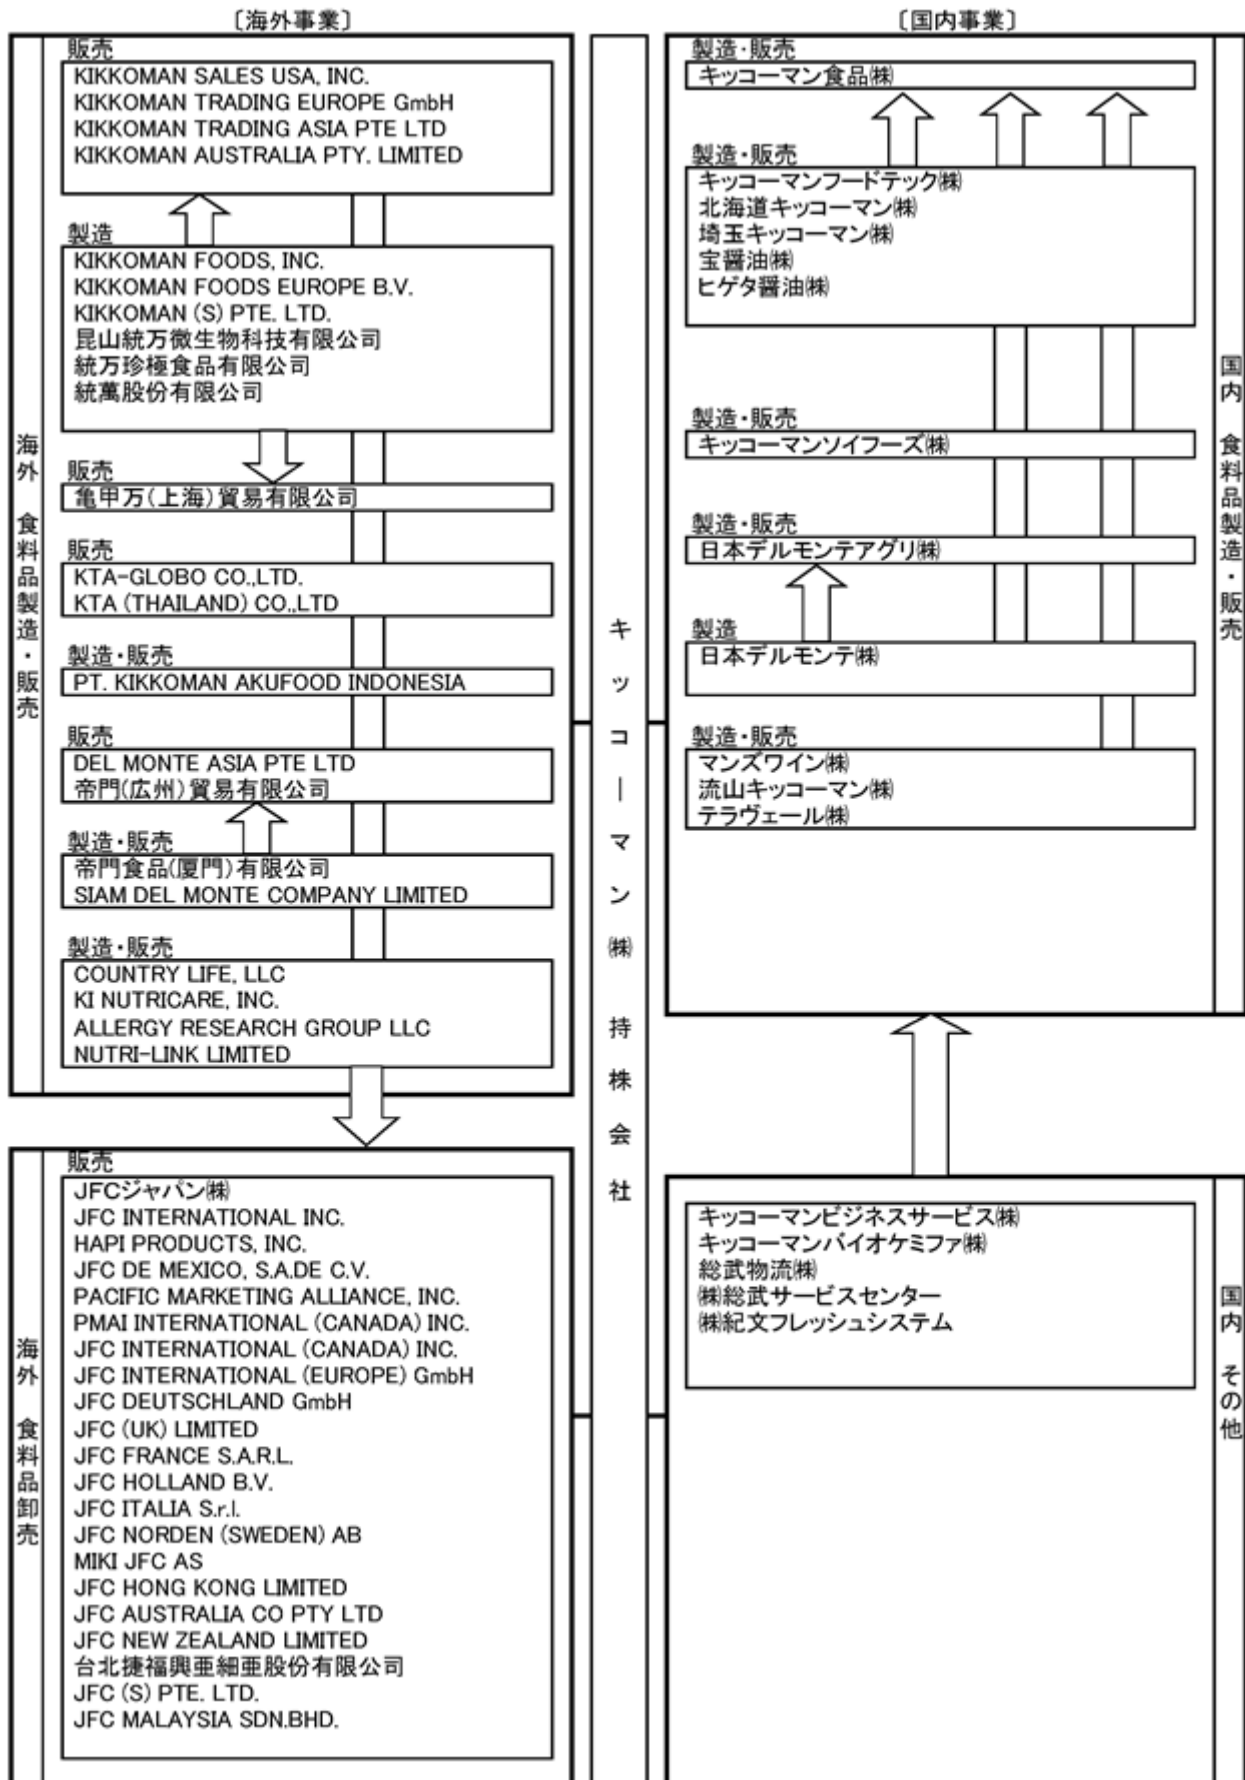 〔海外事業〕
海外 食料品製造・販売
販売
KIKKOMAN SALES USA, INC.
KIKKOMAN TRADING EUROPE GmbH
KIKKOMAN TRADING ASIA PTE LTD
KIKKOMAN AUSTRALIA PTY. LIMITED
製造
KIKKOMAN FOODS, INC.
KIKKOMAN FOODS EUROPE B.V.
KIKKOMAN (S) PTE. LTD.
昆山統万微生物科技有限公司
統万珍極食品有限公司
統萬股份有限公司
販売
亀甲万(上海)貿易有限公司
販売
KTA-GLOBO CO.,LTD.
KTA (THAILAND) CO.,LTD
製造・販売
PT. KIKKOMAN AKUFOOD INDONESIA
販売
DEL MONTE ASIA PTE LTD
帝門(広州)貿易有限公司
製造・販売
帝門食品(厦門)有限公司
SIAM DEL MONTE COMPANY LIMITED
製造・販売
COUNTRY LIFE, LLC
KI NUTRICARE, INC.
ALLERGY RESEARCH GROUP LLC
NUTRI-LINK LIMITED
海外 食料品卸売
販売
JFCジャパン㈱
JFC INTERNATIONAL INC.
HAPI PRODUCTS, INC.
JFC DE MEXICO, S.A.DE C.V.
PACIFIC MARKETING ALLIANCE, INC.
PMAI INTERNATIONAL (CANADA) INC.
JFC INTERNATIONAL (CANADA) INC.
JFC INTERNATIONAL (EUROPE) GmbH
JFC DEUTSCHLAND GmbH
JFC (UK) LIMITED
JFC FRANCE S.A.R.L.
JFC HOLLAND B.V.
JFC ITALIA S.r.l.
JFC NORDEN (SWEDEN) AB
MIKI JFC AS
JFC HONG KONG LIMITED
JFC AUSTRALIA CO PTY LTD
JFC NEW ZEALAND LIMITED
台北捷福興亜細亜股份有限公司
JFC (S) PTE. LTD.
JFC MALAYSIA SDN.BHD.
キッコーマン㈱ 持株会社
〔国内事業〕
製造・販売
キッコーマン食品㈱
製造・販売
キッコーマンフードテック㈱
北海道キッコーマン㈱
埼玉キッコーマン㈱
宝醤油㈱
ヒゲタ醤油㈱
製造・販売
キッコーマンソイフーズ㈱
製造・販売
日本デルモンテアグリ㈱
製造
日本デルモンテ㈱
製造・販売
マンズワイン㈱
流山キッコーマン㈱
テラヴェール㈱
国内 食料品製造・販売
キッコーマンビジネスサービス㈱
キッコーマンバイオケミファ㈱
総武物流㈱
㈱総武サービスセンター
㈱紀文フレッシュシステム
国内 その他